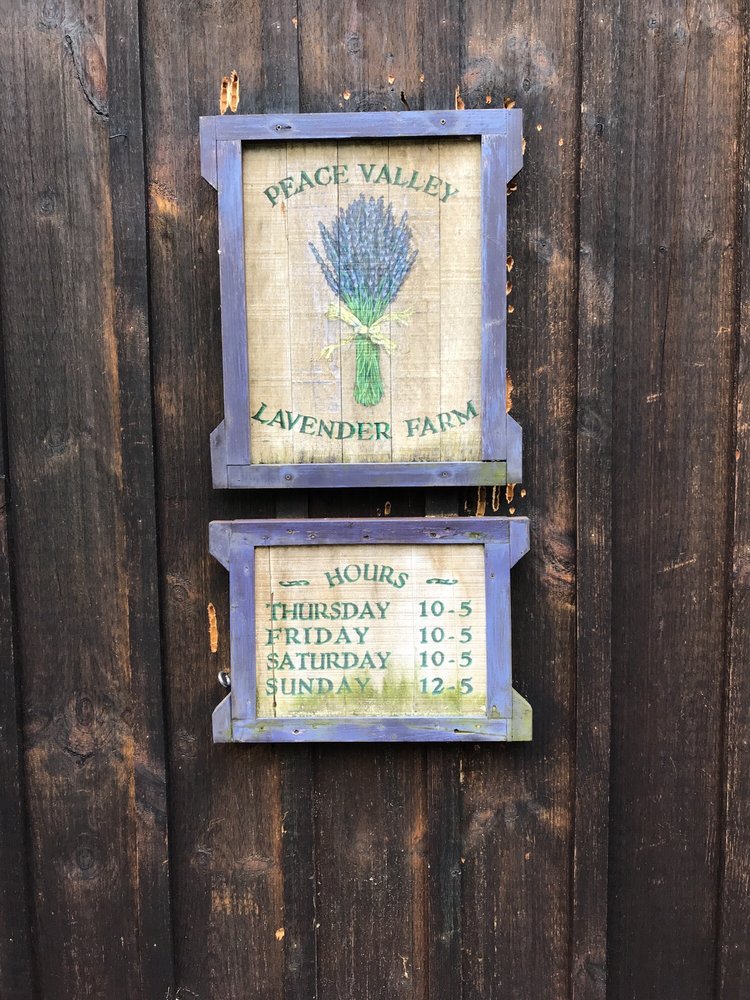 PEACE VALLEY
LAVENDER FARM
HOURS
THURSDAY 10-5
FRIDAY 10-5
SATURDAY 10-5
SUNDAY 12-5